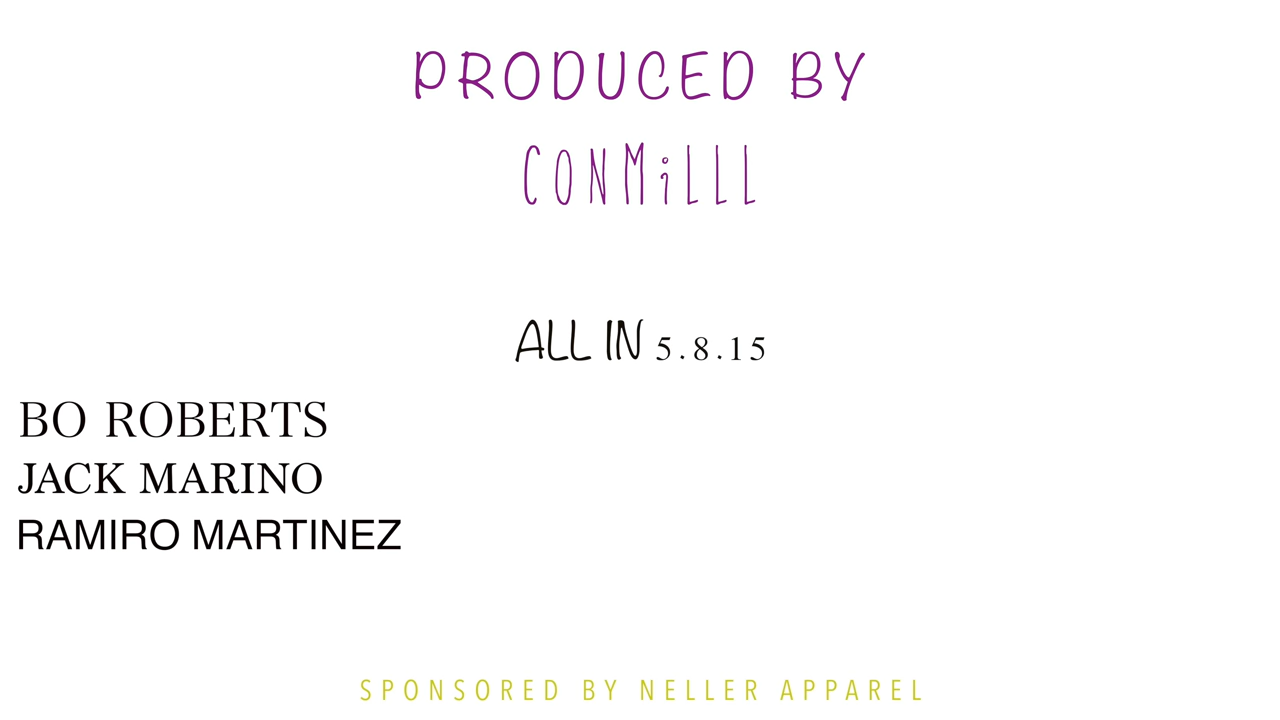 PRODUCED BY
CONMiLLL
ALL IN 5.8.15
BO ROBERTS
JACK MARINO
RAMIRO MARTINEZ
SPONSORED BY NELLER APPAREL